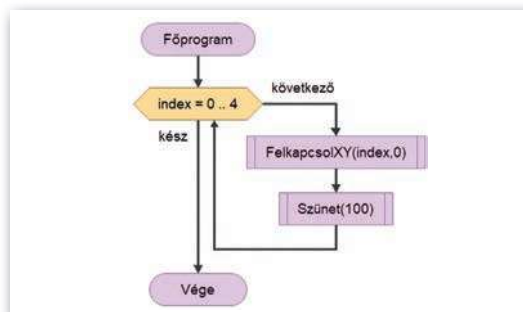 Főprogram
index = 0 .. 4
következő
kész
FelkapcsolXY(index,0)
Szünet(100)
Vége